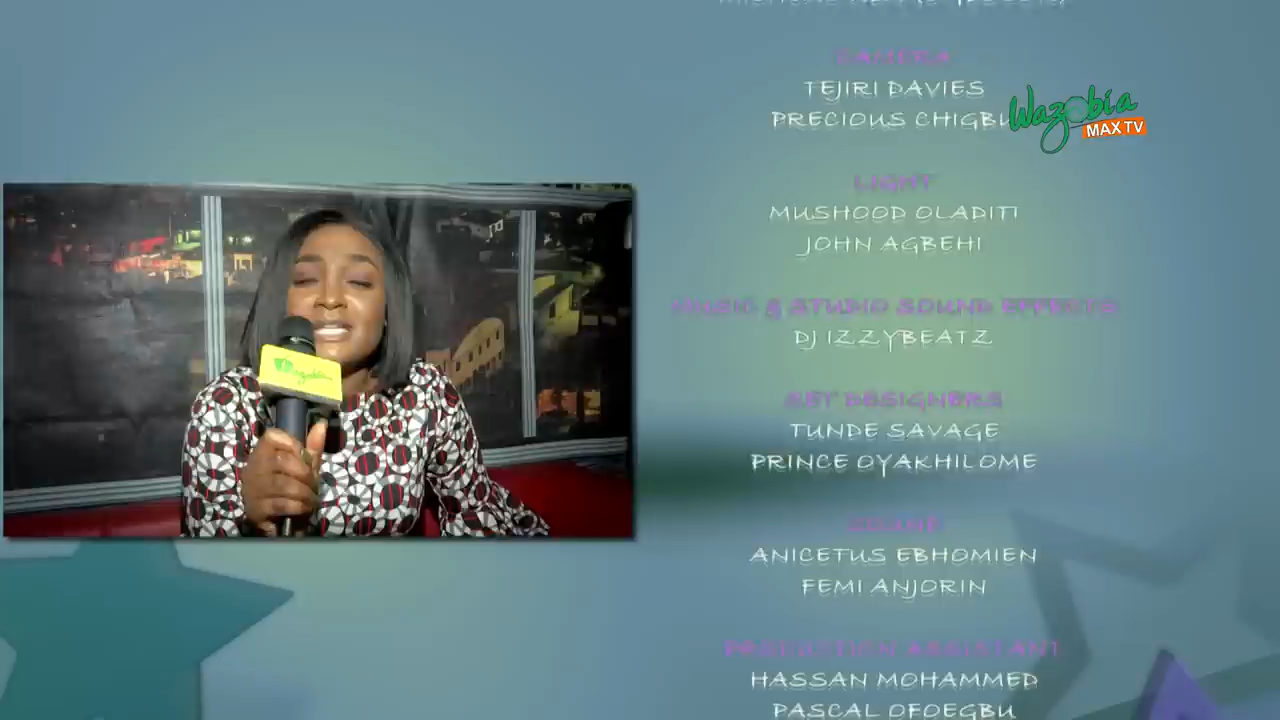 CAMERA
TEJIRI DAVIES
PRECIOUS CHIGBU
Wazobia
MAX TV
LIGHT
MUSHOOD OLADITI
JOHN AGBEHI
MUSIC & STUDIO SOUND EFFECTS
DJ IZZYBEATZ
SET DESIGNERS
TUNDE SAVAGE
PRINCE OYAKHILOME
Wazobia
SOUND
ANICETUS EBHOMIEN
FEMI ANJORIN
PRODUCTION ASSISTANT
HASSAN MOHAMMED
PASCAL OFOEGBU